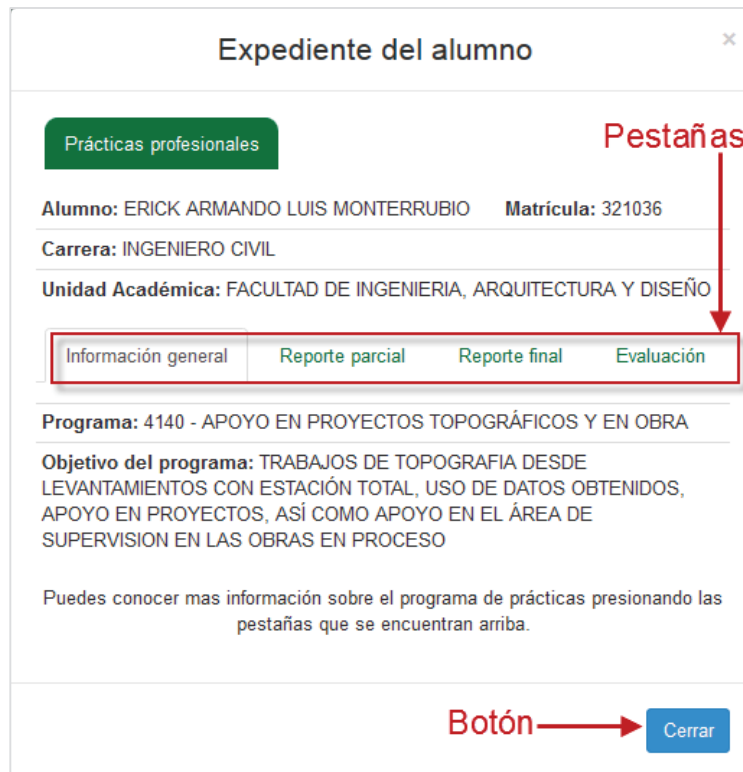 Expediente del alumno ×
Prácticas profesionales
Pestañas
Alumno: ERICK ARMANDO LUIS MONTERRUBIO Matrícula: 321036
Carrera: INGENIERO CIVIL
Unidad Académica: FACULTAD DE INGENIERIA, ARQUITECTURA Y DISEÑO
Información general Reporte parcial Reporte final Evaluación
Programa: 4140 - APOYO EN PROYECTOS TOPOGRÁFICOS Y EN OBRA
Objetivo del programa: TRABAJOS DE TOPOGRAFIA DESDE
LEVANTAMIENTOS CON ESTACIÓN TOTAL, USO DE DATOS OBTENIDOS,
APOYO EN PROYECTOS, ASÍ COMO APOYO EN EL ÁREA DE
SUPERVISION EN LAS OBRAS EN PROCESO
Puedes conocer mas información sobre el programa de prácticas presionando las
pestañas que se encuentran arriba.
Botón
Cerrar